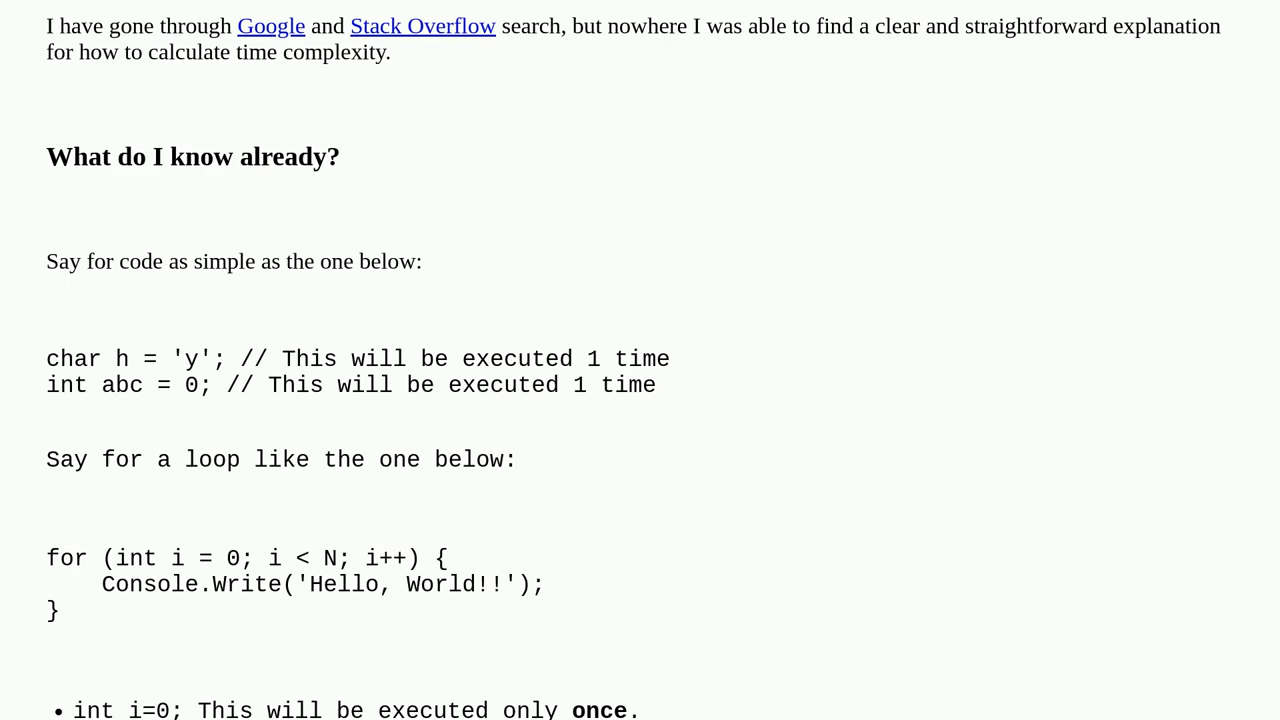 I have gone through Google and Stack Overflow search, but nowhere I was able to find a clear and straightforward explanation
for how to calculate time complexity.
What do I know already?
Say for code as simple as the one below:
char h = 'y'; // This will be executed 1 time
int abc = 0; // This will be executed 1 time
Say for a loop like the one below:
for (int i = 0; i < N; i++) {
    Console.Write('Hello, World!!');
}
• int i=0; This will be executed only once.